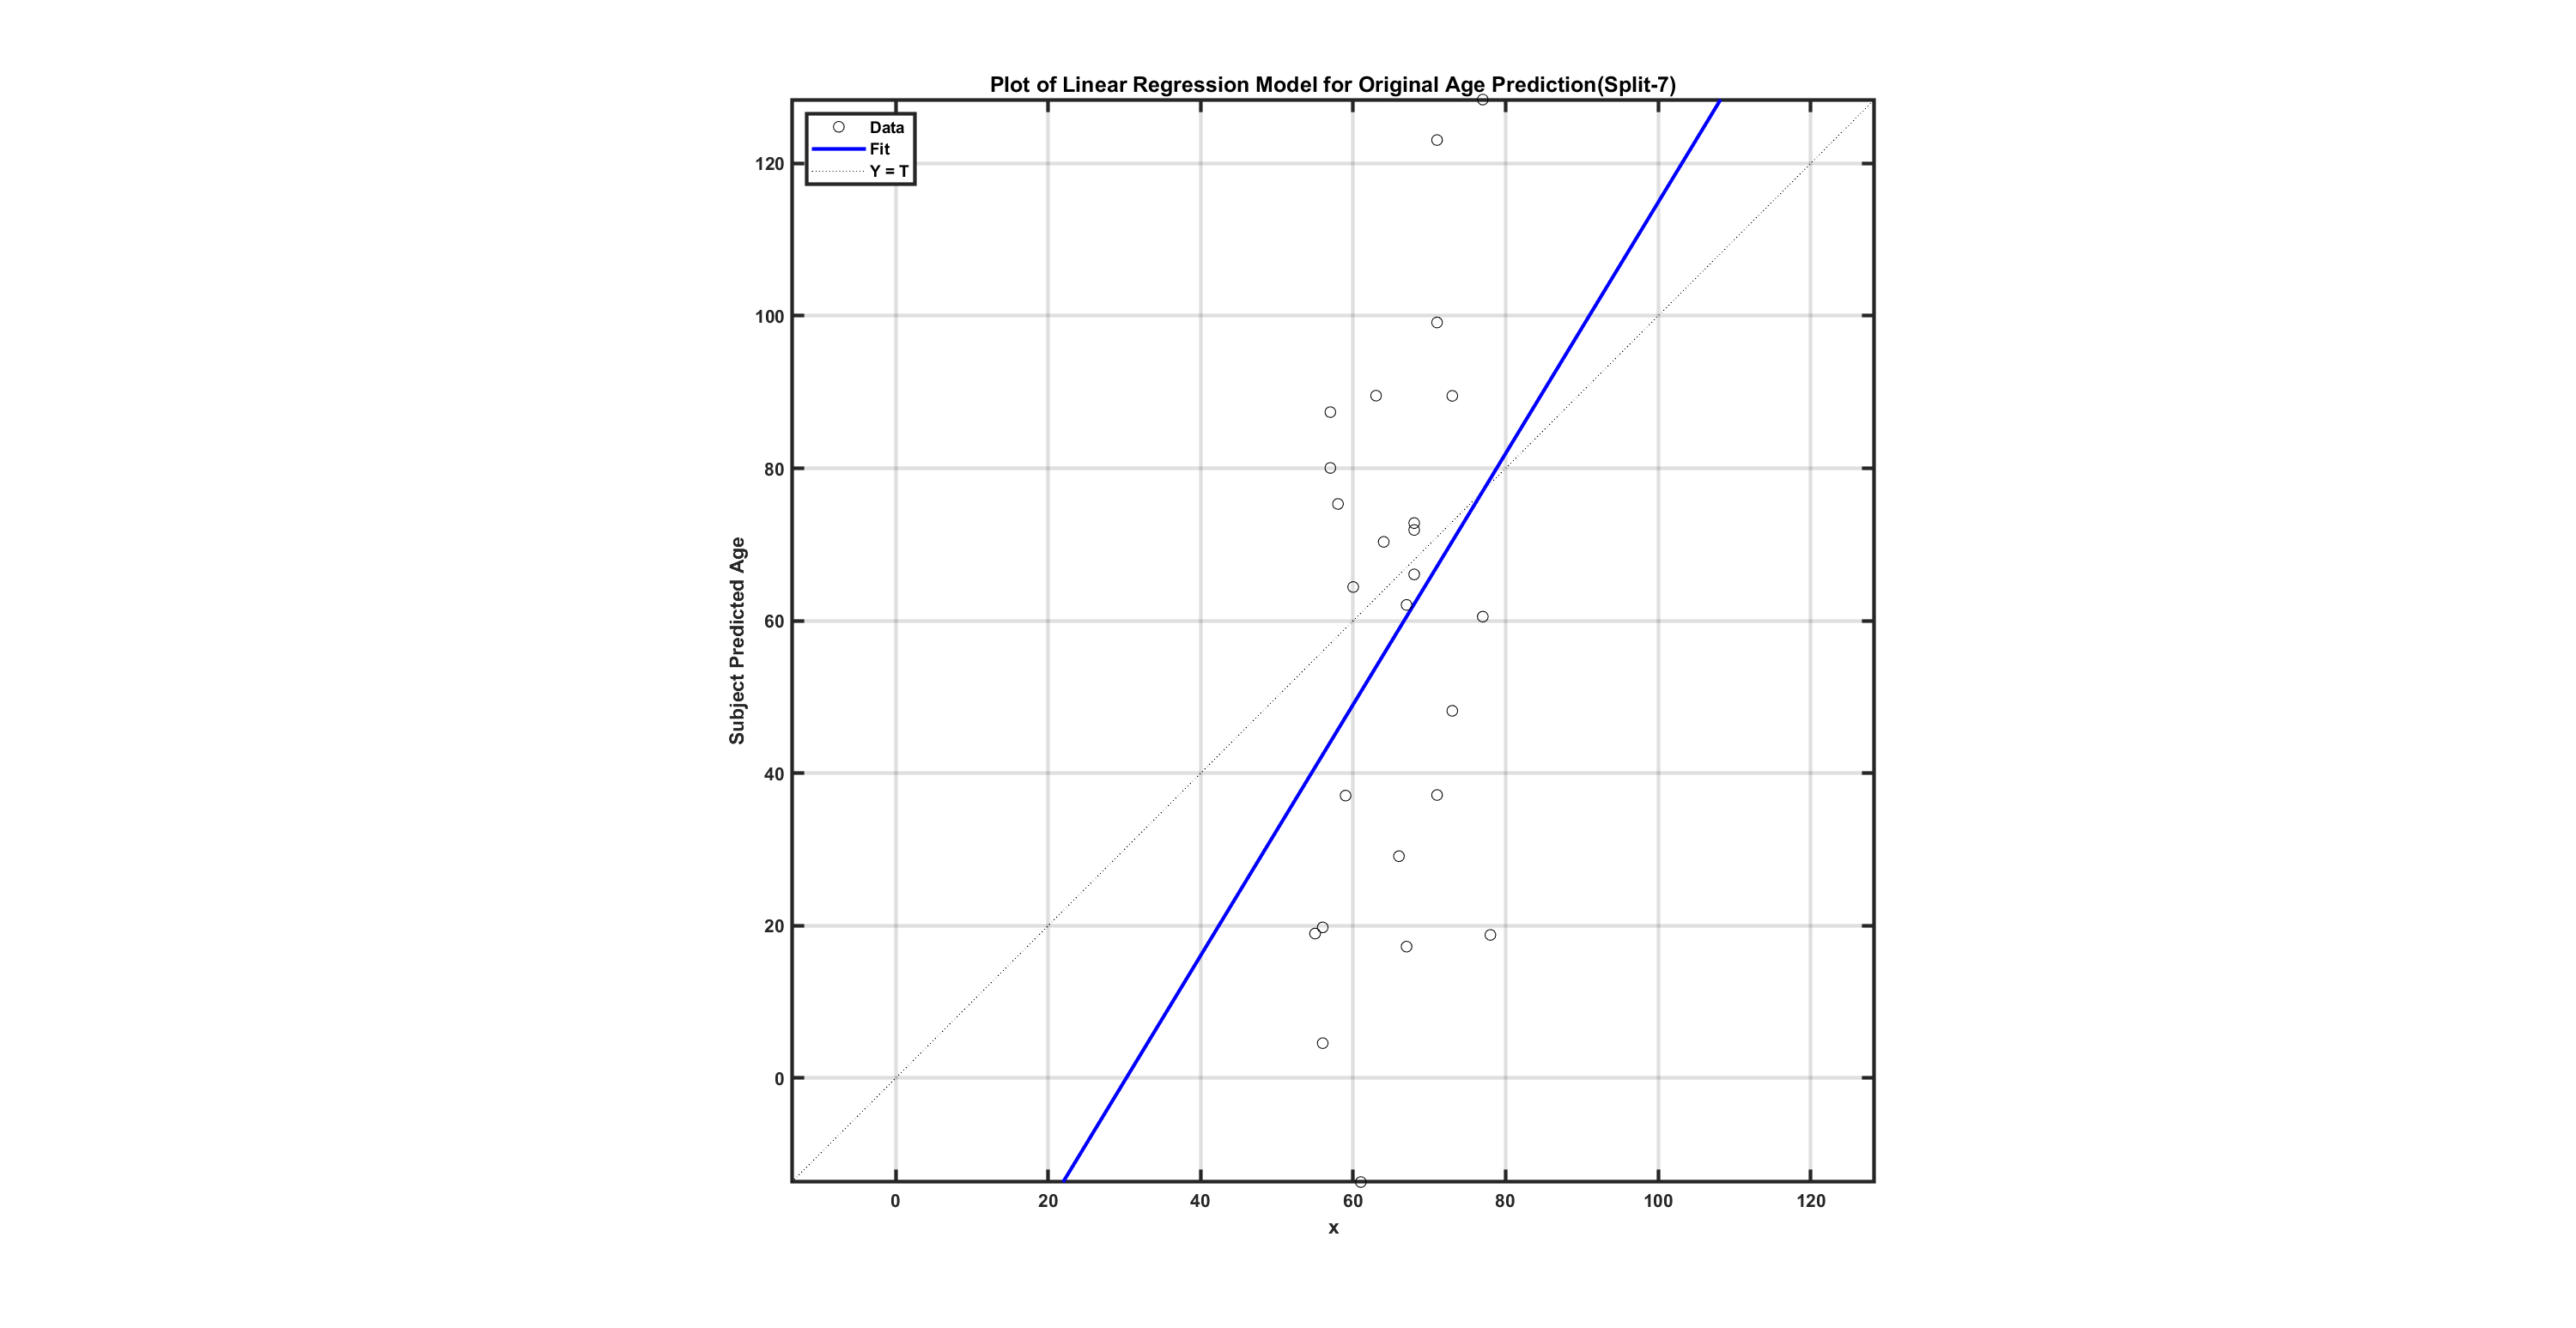 Plot of Linear Regression Model for Original Age Prediction(Split-7)
Data
Fit
Y = T
120
100
80
60
40
20
0
Subject Predicted Age
0 20 40 60 80 100 120
x